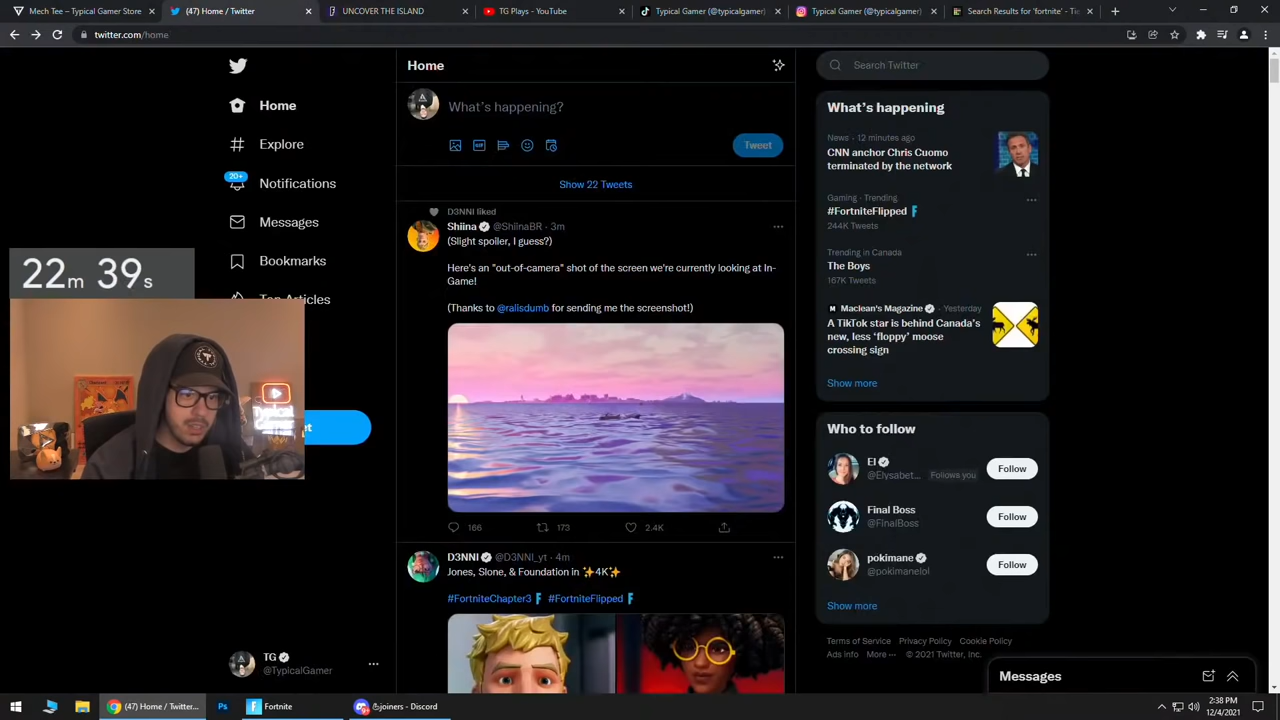 Mech Tee – Typical Gamer Store
(47) Home / Twitter
UNCOVER THE ISLAND
TG Plays - YouTube
Typical Gamer (@typicalgamer)
Typical Gamer (@typicalgamer)
Search Results for 'fortnite' - Ti
twitter.com/home
Home
Explore
20+
Notifications
Messages
Bookmarks
Top Articles
22m 39s
Typical
Gamer
TG
@TypicalGamer
Home
What's happening?
GIF
Tweet
Show 22 Tweets
D3NNI liked
Shiina @ShiinaBR · 3m
(Slight spoiler, I guess?)
Here's an "out-of-camera" shot of the screen we're currently looking at In-
Game!
(Thanks to @ralisdumb for sending me the screenshot!)
166 173 2.4K
D3NNI @D3NNI_yt · 4m
Jones, Slone, & Foundation in ✨4K✨
#FortniteChapter3 #FortniteFlipped
Search Twitter
What's happening
News · 12 minutes ago
CNN anchor Chris Cuomo
terminated by the network
Gaming · Trending
#FortniteFlipped
244K Tweets
Trending in Canada
The Boys
167K Tweets
Maclean's Magazine · Yesterday
A TikTok star is behind Canada's
new, less 'floppy' moose
crossing sign
Show more
Who to follow
El
@Elysabet... Follows you
Follow
Final Boss
@FinalBoss
Follow
pokimane
@pokimanelol
Follow
Show more
Terms of Service Privacy Policy Cookie Policy
Ads info More ··· © 2021 Twitter, Inc.
Messages
(47) Home / Twitter...
Ps
Fortnite
joiners - Discord
2:38 PM
12/4/2021